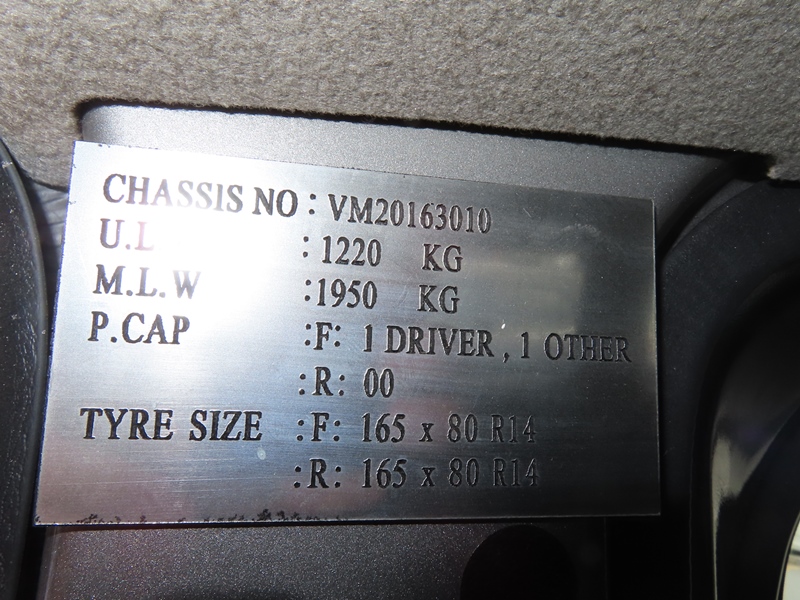 CHASSIS NO : VM20163010
U.L : 1220 KG
M.L.W :1950 KG
P.CAP :F: 1 DRIVER , 1 OTHER
:R: 00
TYRE SIZE :F: 165 x 80 R14
:R: 165 x 80 R14